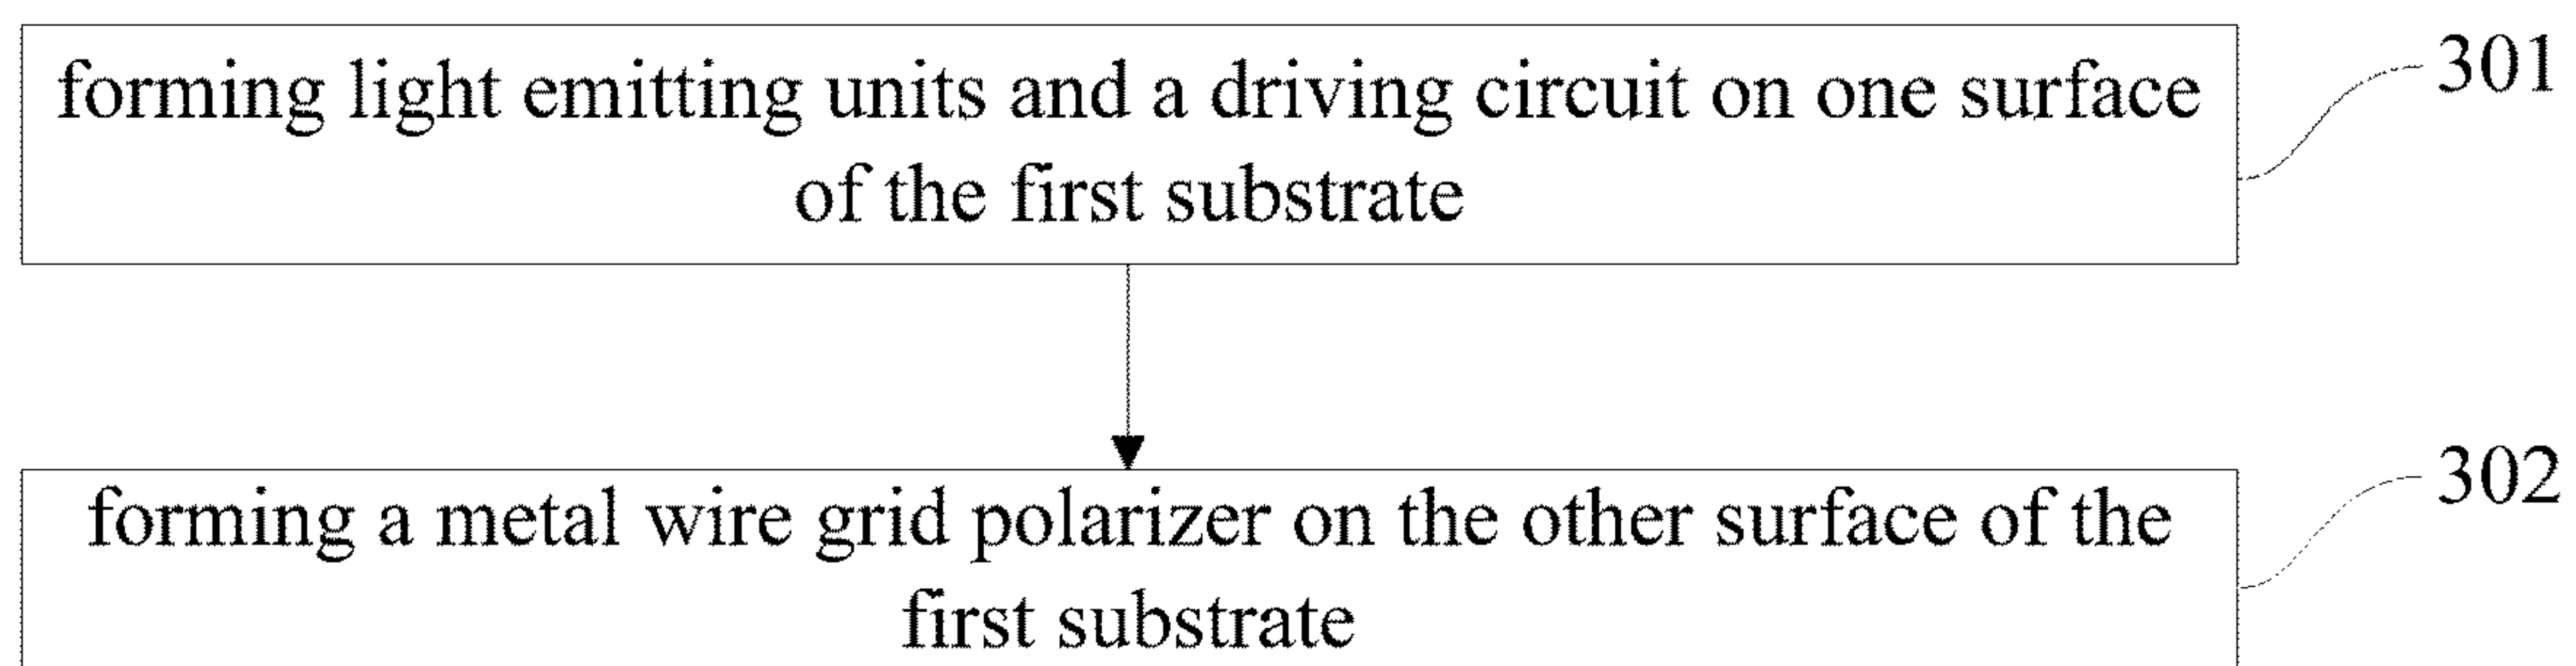 forming light emitting units and a driving circuit on one surface
of the first substrate
301
forming a metal wire grid polarizer on the other surface of the
first substrate
302